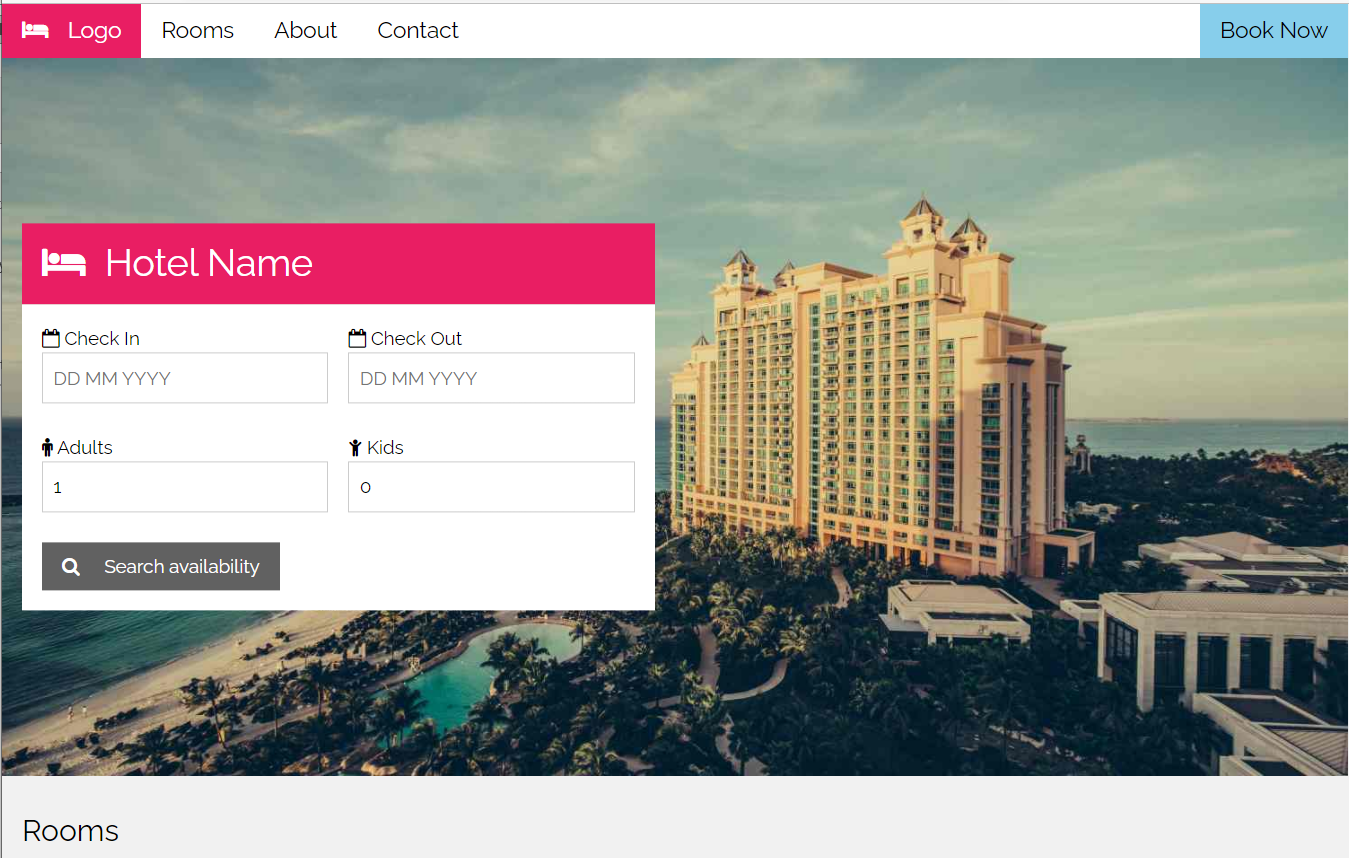 Logo Rooms About Contact Book Now
Hotel Name
Check In Check Out
DD MM YYYY DD MM YYYY
Adults Kids
1 0
Search availability
Rooms